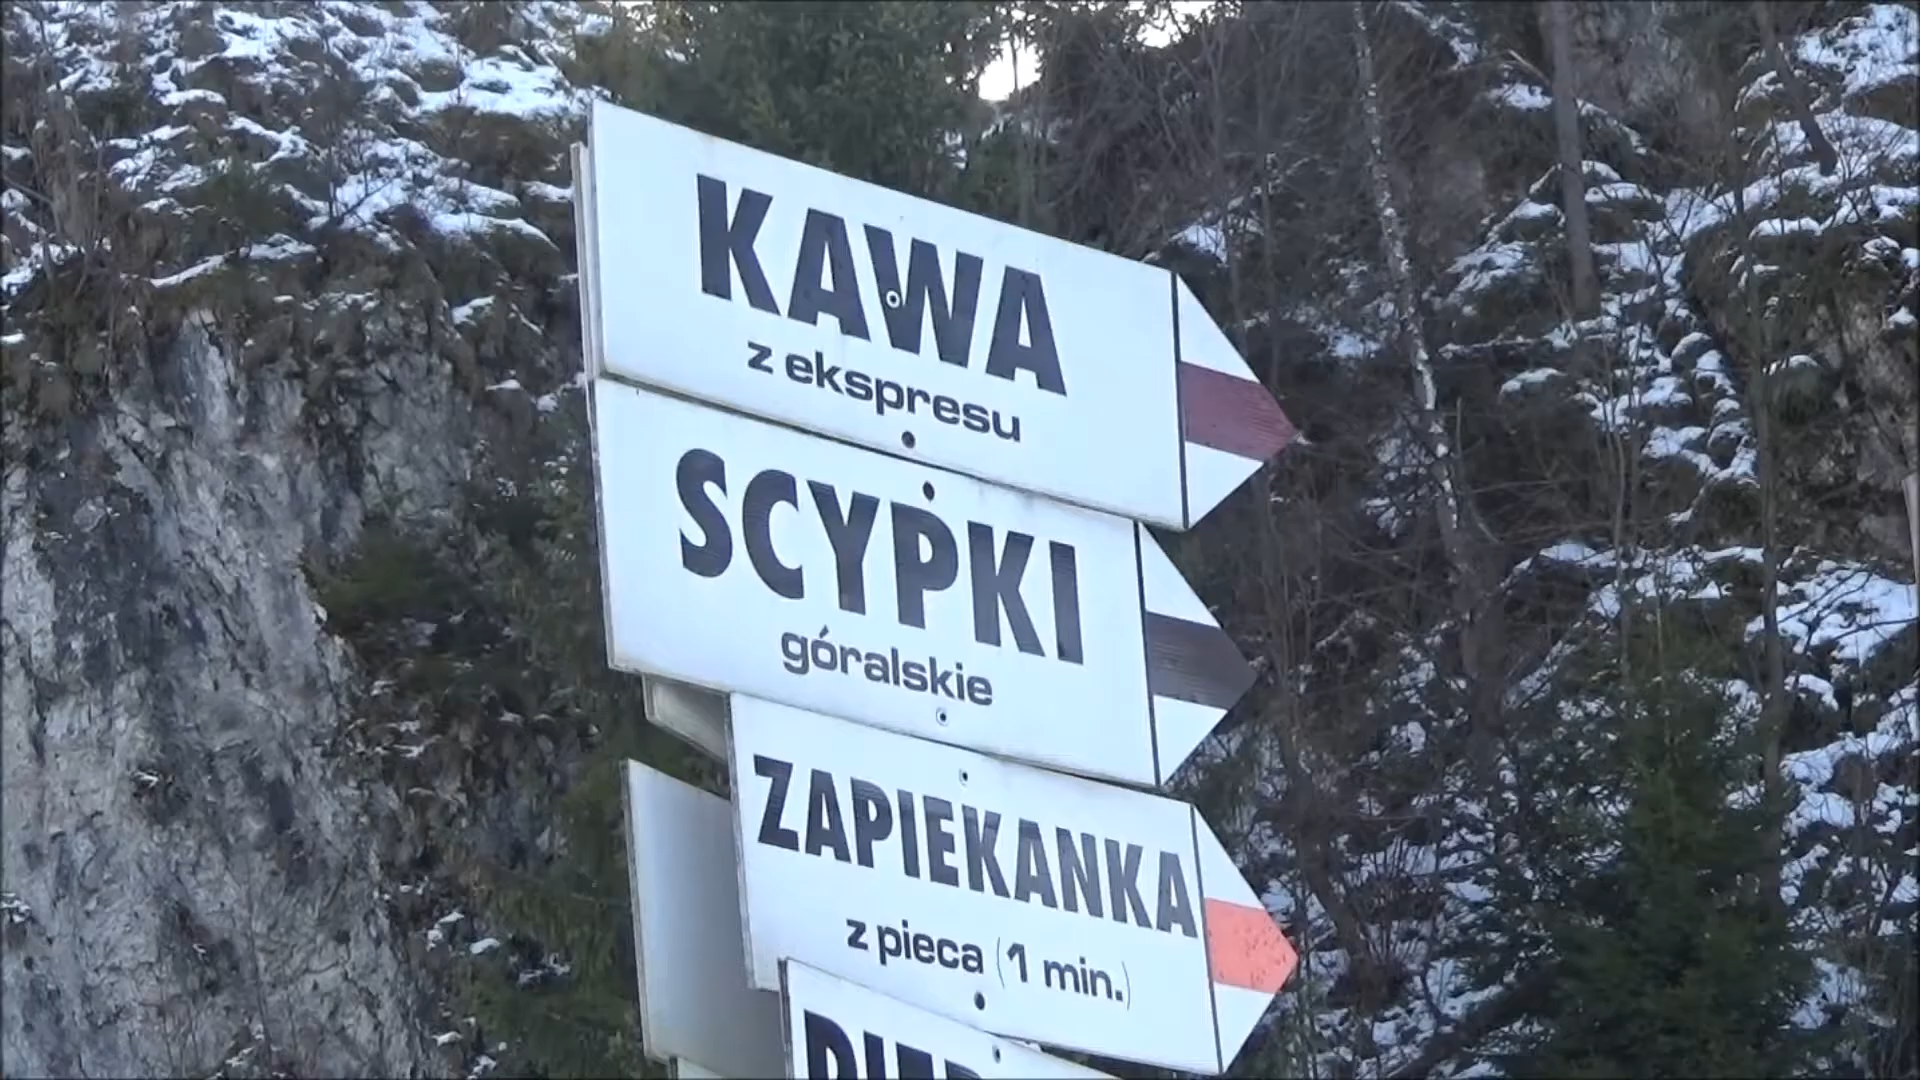 KAWA
z ekspresu
SCYPKI
góralskie
ZAPIEKANKA
z pieca (1 min.)